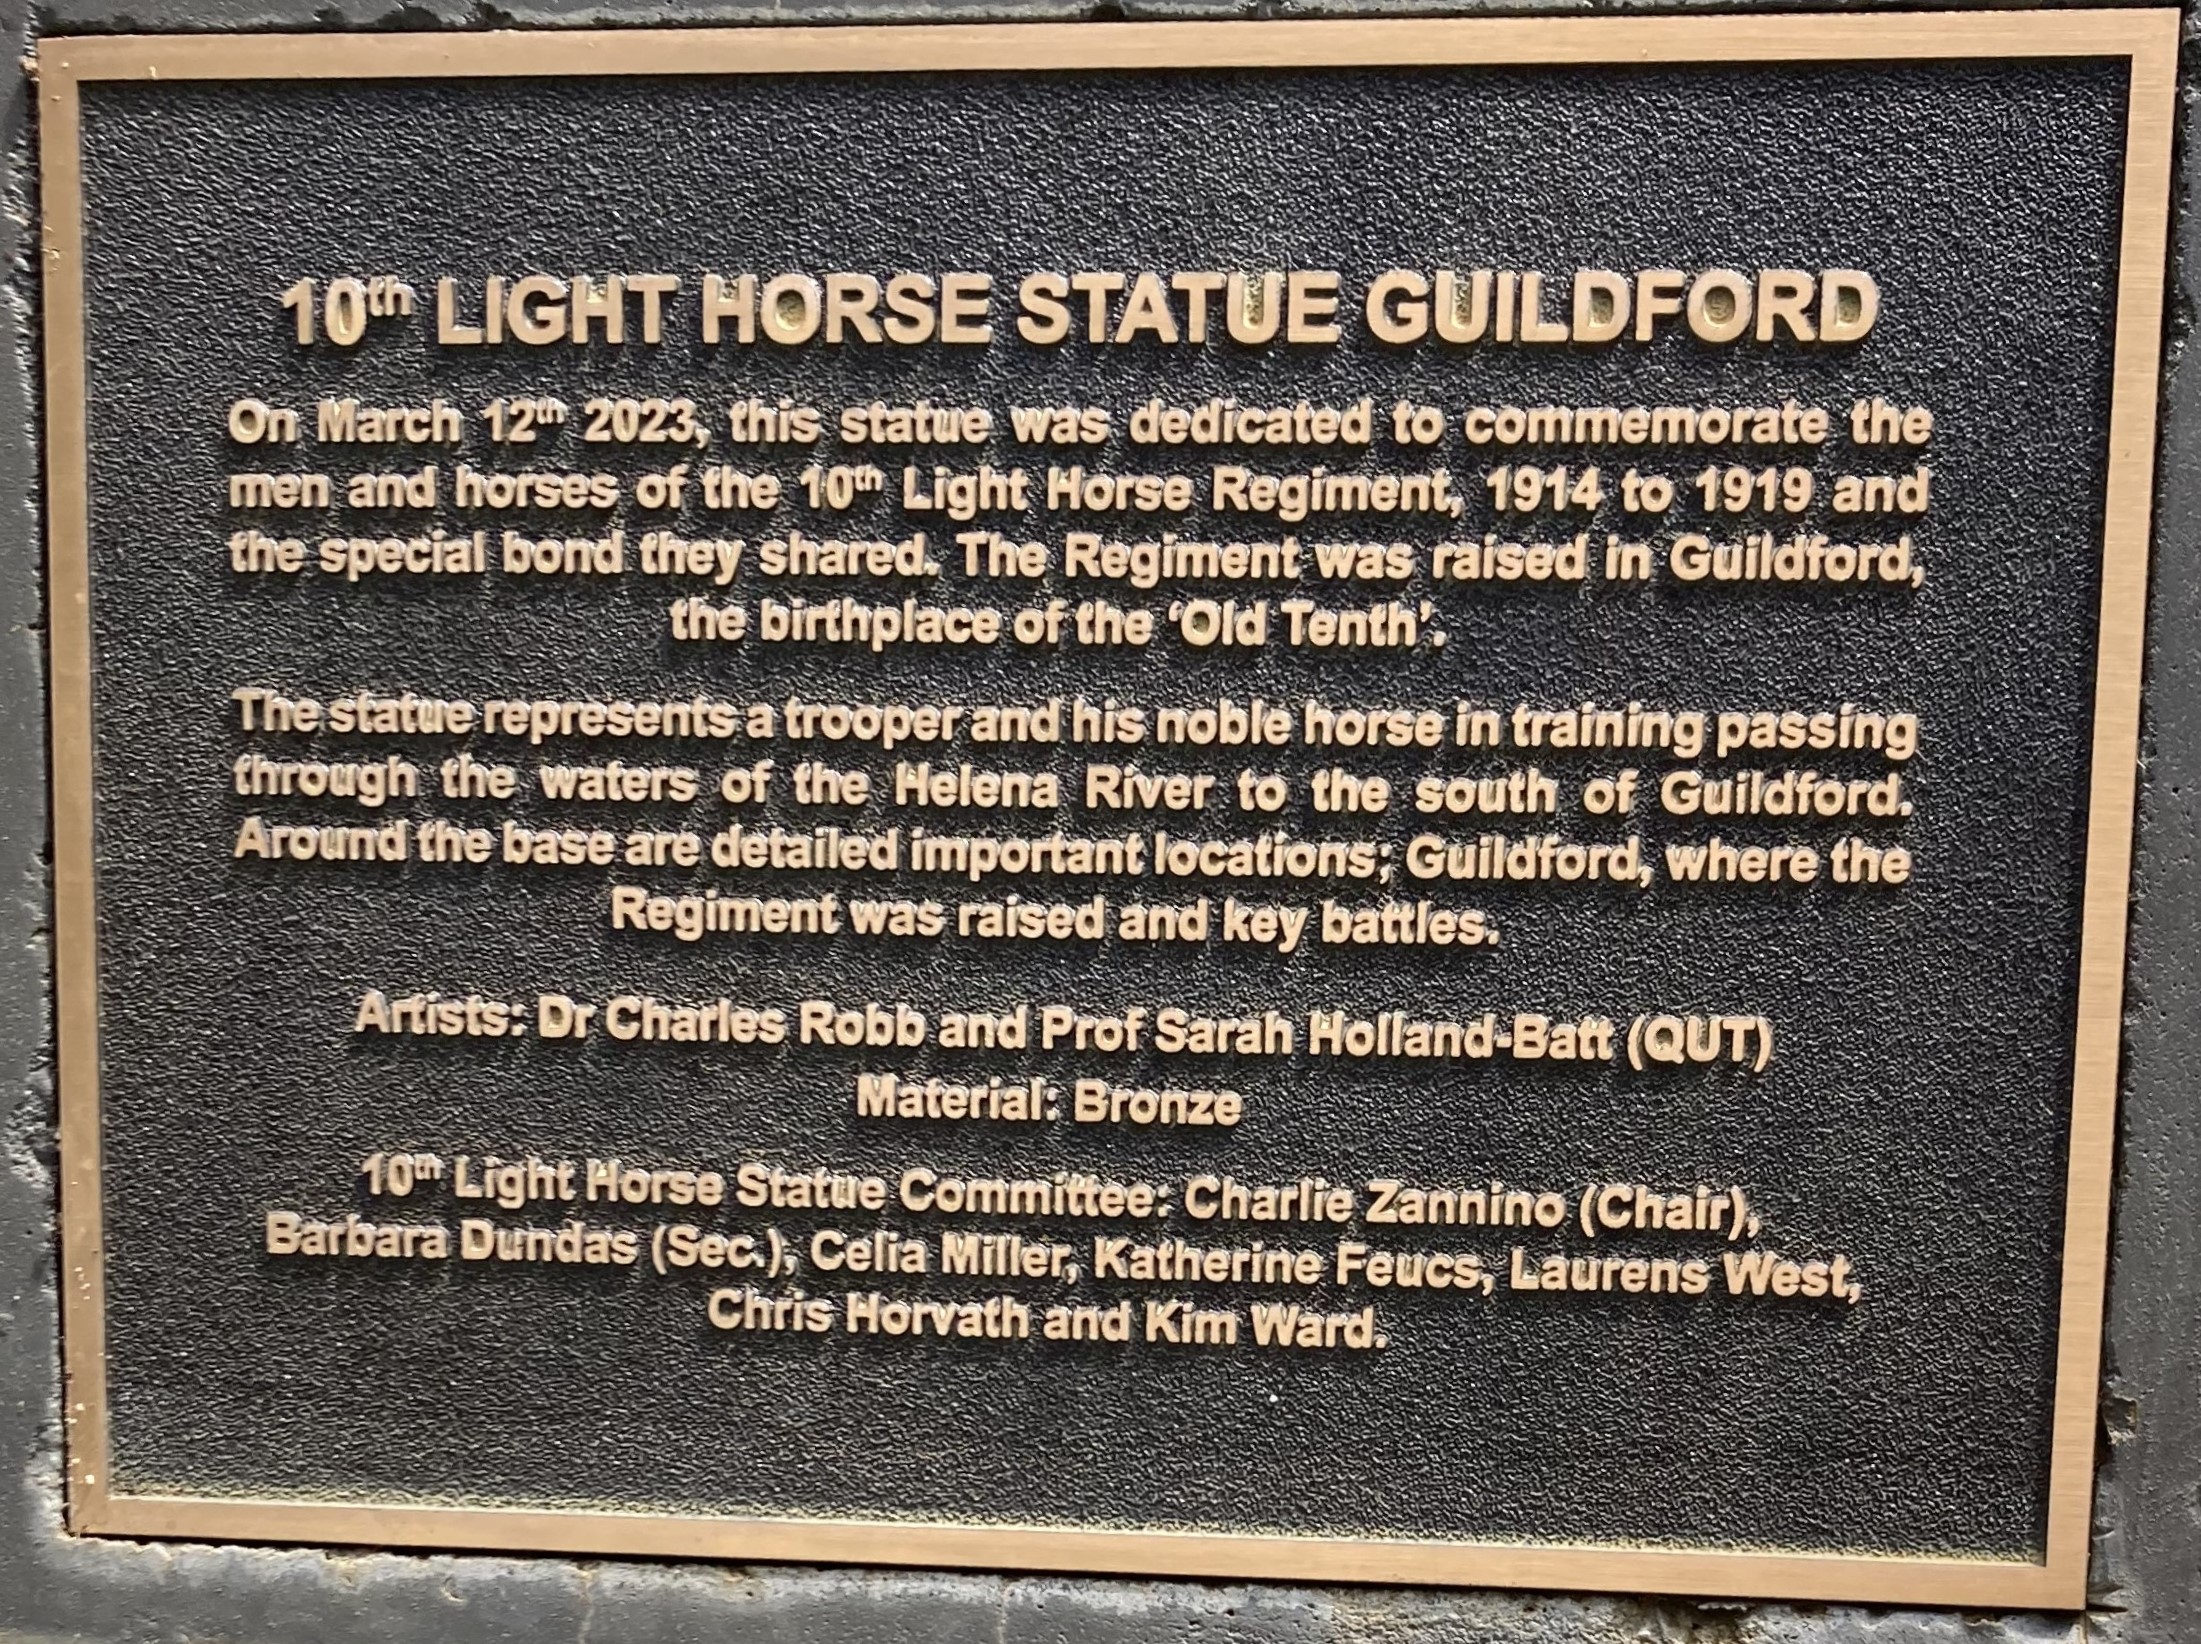 10th LIGHT HORSE STATUE GUILDFORD
On March 12th 2023, this statue was dedicated to commemorate the
men and horses of the 10th Light Horse Regiment, 1914 to 1919 and
the special bond they shared. The Regiment was raised in Guildford,
the birthplace of the ‘Old Tenth’.
The statue represents a trooper and his noble horse in training passing
through the waters of the Helena River to the south of Guildford.
Around the base are detailed important locations; Guildford, where the
Regiment was raised and key battles.
Artists: Dr Charles Robb and Prof Sarah Holland-Batt (QUT)
Material: Bronze
10th Light Horse Statue Committee: Charlie Zannino (Chair),
Barbara Dundas (Sec.), Celia Miller, Katherine Feucs, Laurens West,
Chris Horvath and Kim Ward.